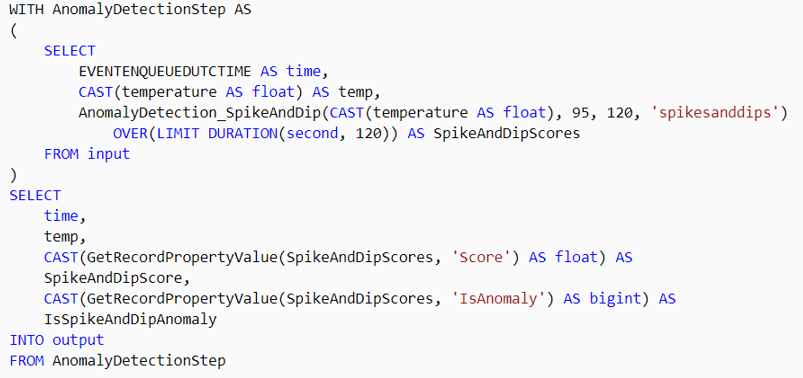 WITH AnomalyDetectionStep AS
(
    SELECT
        EVENTENQUEUEDUTCTIME AS time,
        CAST(temperature AS float) AS temp,
        AnomalyDetection_SpikeAndDip(CAST(temperature AS float), 95, 120, 'spikesanddips')
            OVER(LIMIT DURATION(second, 120)) AS SpikeAndDipScores
    FROM input
)
SELECT
    time,
    temp,
    CAST(GetRecordPropertyValue(SpikeAndDipScores, 'Score') AS float) AS
    SpikeAndDipScore,
    CAST(GetRecordPropertyValue(SpikeAndDipScores, 'IsAnomaly') AS bigint) AS
    IsSpikeAndDipAnomaly
INTO output
FROM AnomalyDetectionStep